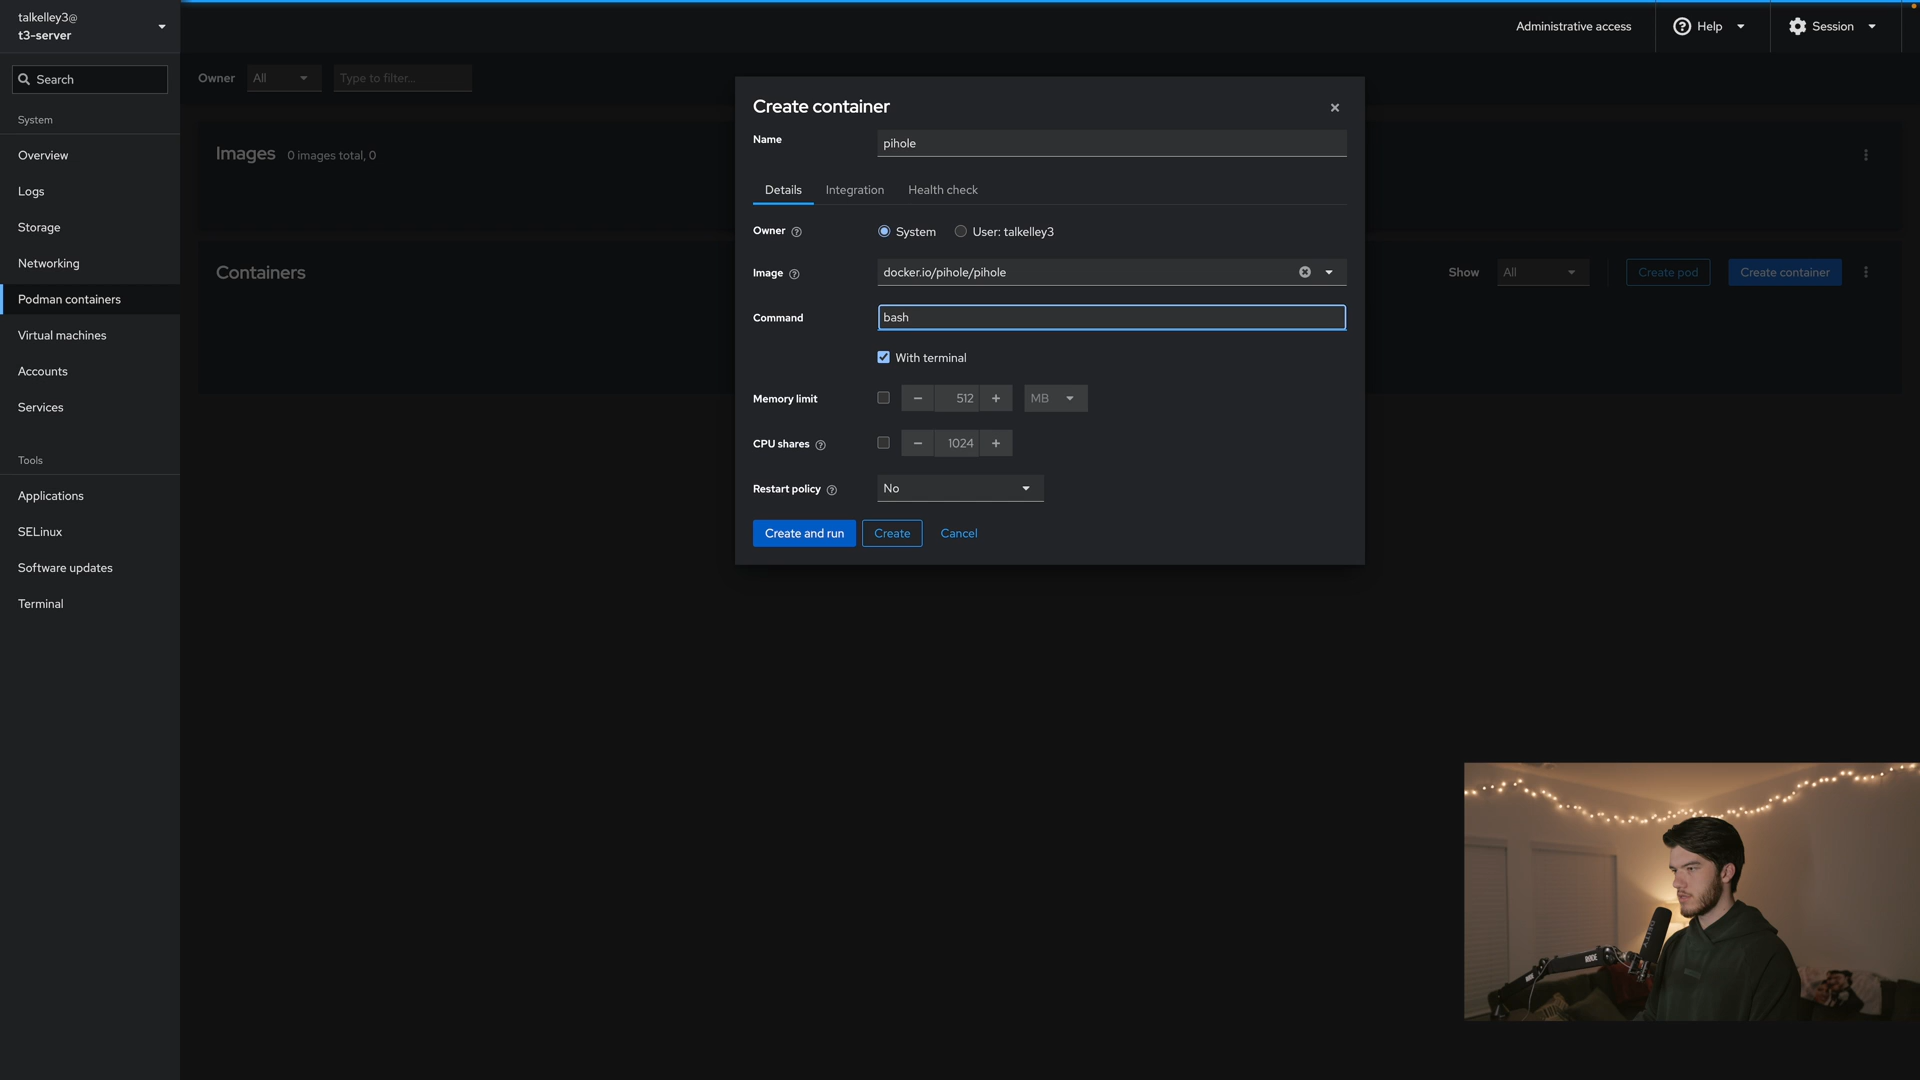 talkelley3@
t3-server
Search
System
Overview
Logs
Storage
Networking
Podman containers
Virtual machines
Accounts
Services
Tools
Applications
SELinux
Software updates
Terminal
Administrative access
Help
Session
Owner All Type to filter...
Images 0 images total, 0
Containers
Show All Create pod Create container
Create container
Name pihole
Details Integration Health check
Owner System User: talkelley3
Image docker.io/pihole/pihole
Command bash
With terminal
Memory limit 512 MB
CPU shares 1024
Restart policy No
Create and run Create Cancel
RØDE